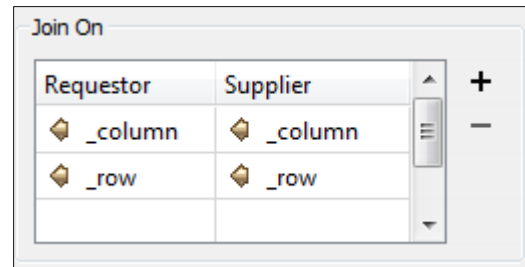 Join On
Requestor Supplier
_column _column
_row _row